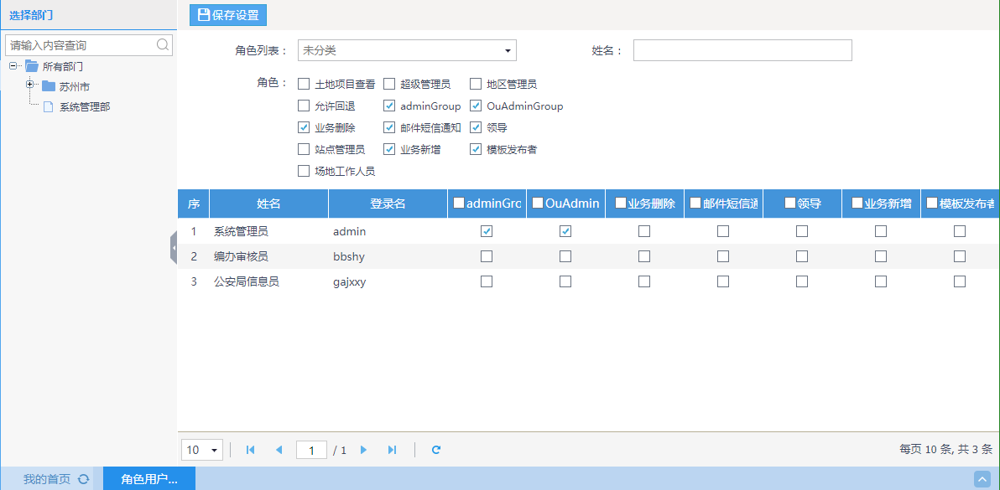 选择部门
请输入内容查询
所有部门
苏州市
系统管理部
保存设置
角色列表： 未分类 姓名：
角色： 土地项目查看 超级管理员 地区管理员
允许回退 adminGroup OuAdminGroup
业务删除 邮件短信通知 领导
站点管理员 业务新增 模板发布者
场地工作人员
序 姓名 登录名 adminGro OuAdmin 业务删除 邮件短信通 领导 业务新增 模板发布者
1 系统管理员 admin
2 编办审核员 bbshy
3 公安局信息员 gajxxy
10 1 / 1 每页 10 条, 共 3 条
我的首页 角色用户...